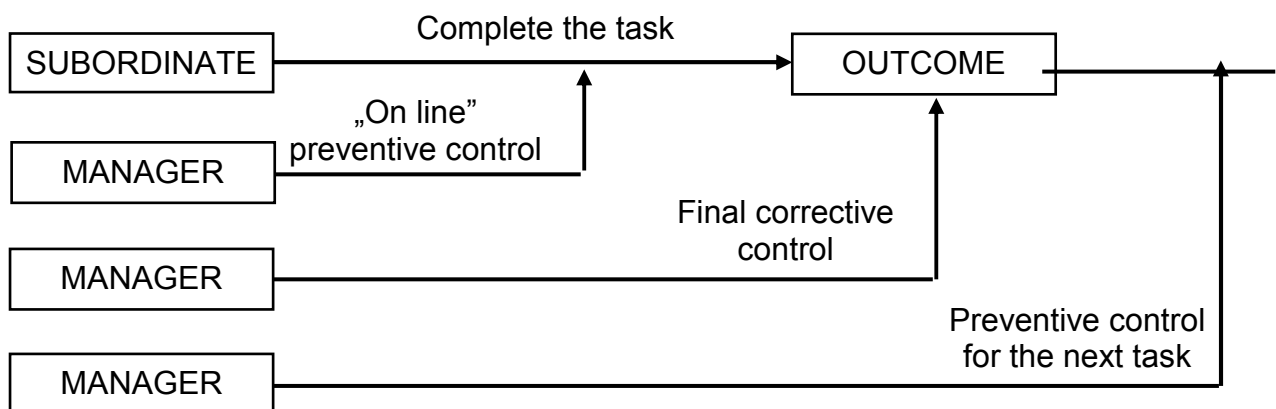 Complete the task
SUBORDINATE
OUTCOME
„On line”
preventive control
MANAGER
Final corrective
control
MANAGER
Preventive control
for the next task
MANAGER